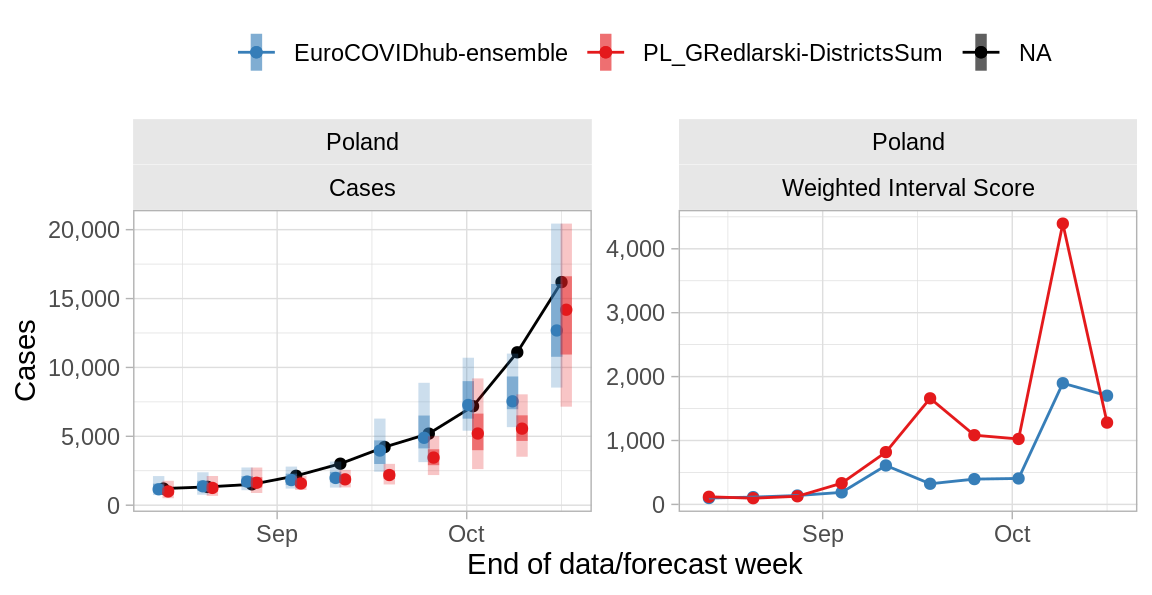 EuroCOVIDhub-ensemble PL_GRedlarski-DistrictsSum NA
Poland
Cases
Poland
Weighted Interval Score
Cases
20,000
15,000
10,000
5,000
0
Sep Oct
4,000
3,000
2,000
1,000
0
Sep Oct
End of data/forecast week